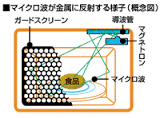 ■マイクロ波が金属に反射する様子(概念図)
ガードスクリーン
導波管
マグネトロン
食品
マイクロ波